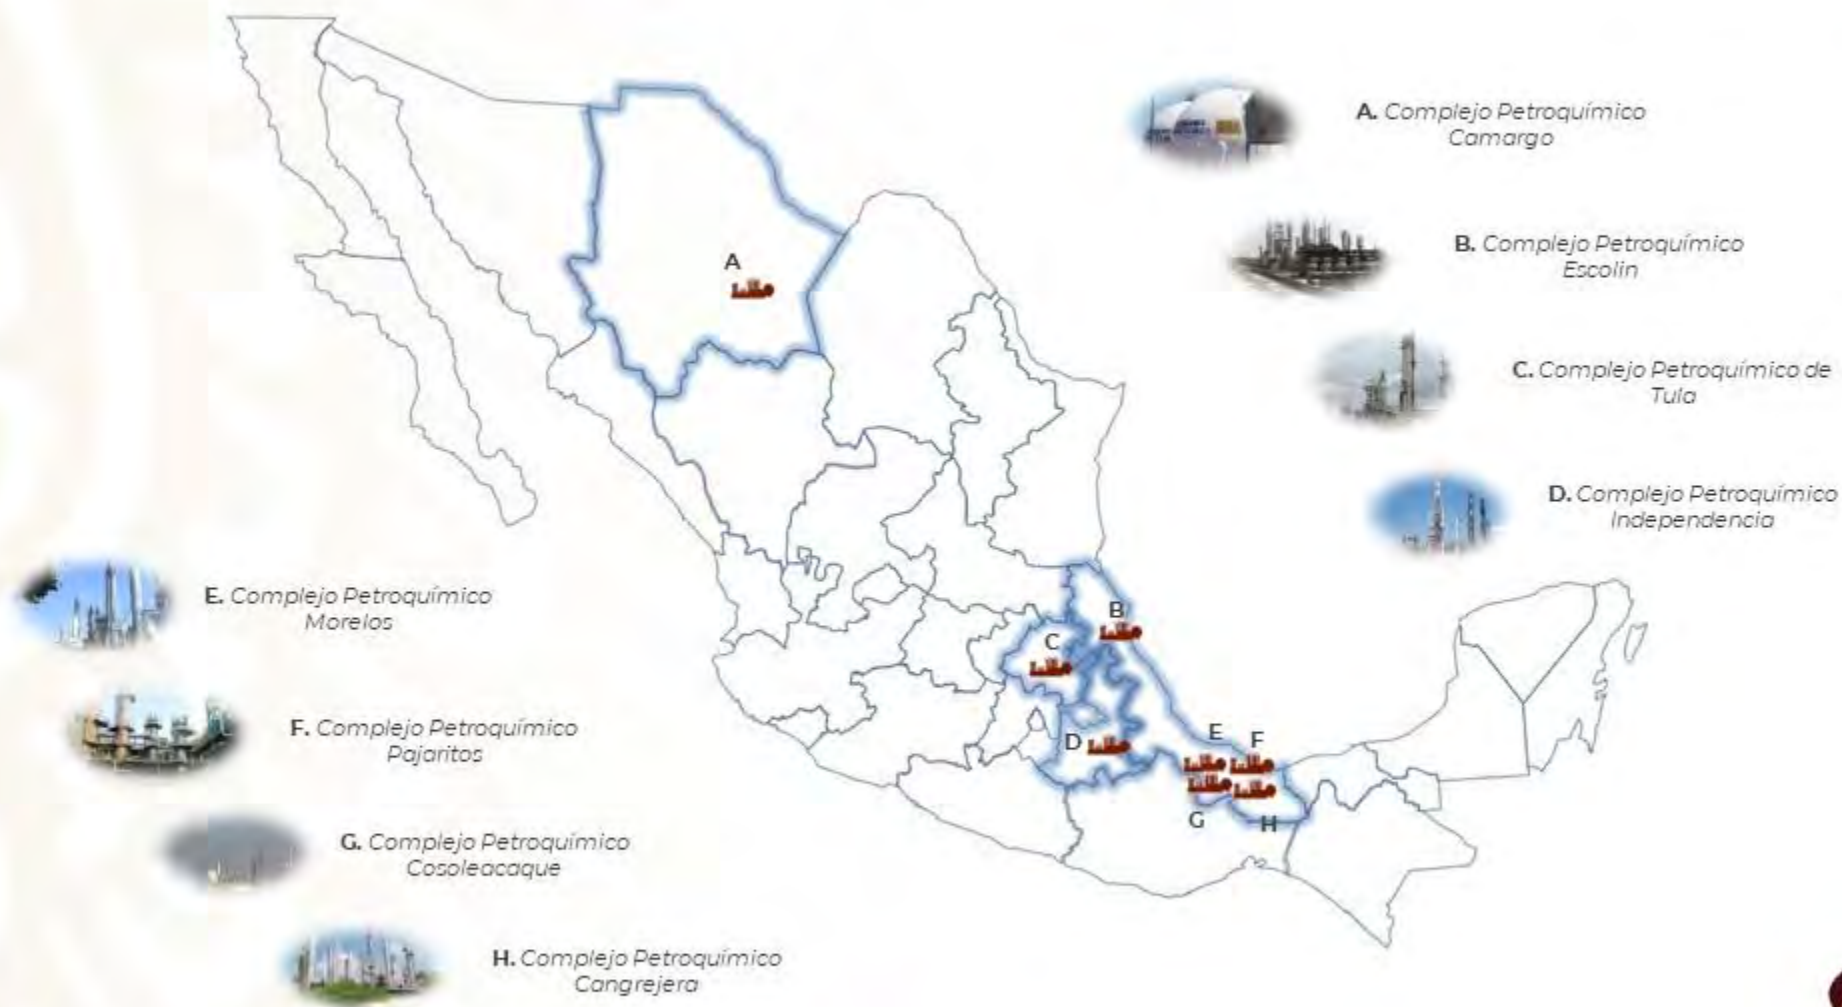 A. Complejo Petroquímico
Camargo
B. Complejo Petroquímico
Escolin
C. Complejo Petroquímico de
Tula
D. Complejo Petroquímico
Independencia
E. Complejo Petroquímico
Morelos
F. Complejo Petroquímico
Pajaritos
G. Complejo Petroquímico
Cosoleacaque
H. Complejo Petroquímico
Cangrejera
A
B
C
D
E
F
G
H